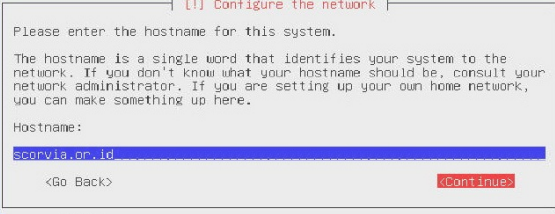 [!] Configure the network
Please enter the hostname for this system.
The hostname is a single word that identifies your system to the
network. If you don't know what your hostname should be, consult your
network administrator. If you are setting up your own home network,
you can make something up here.
Hostname:
scorvia.or.id
<Go Back> <Continue>